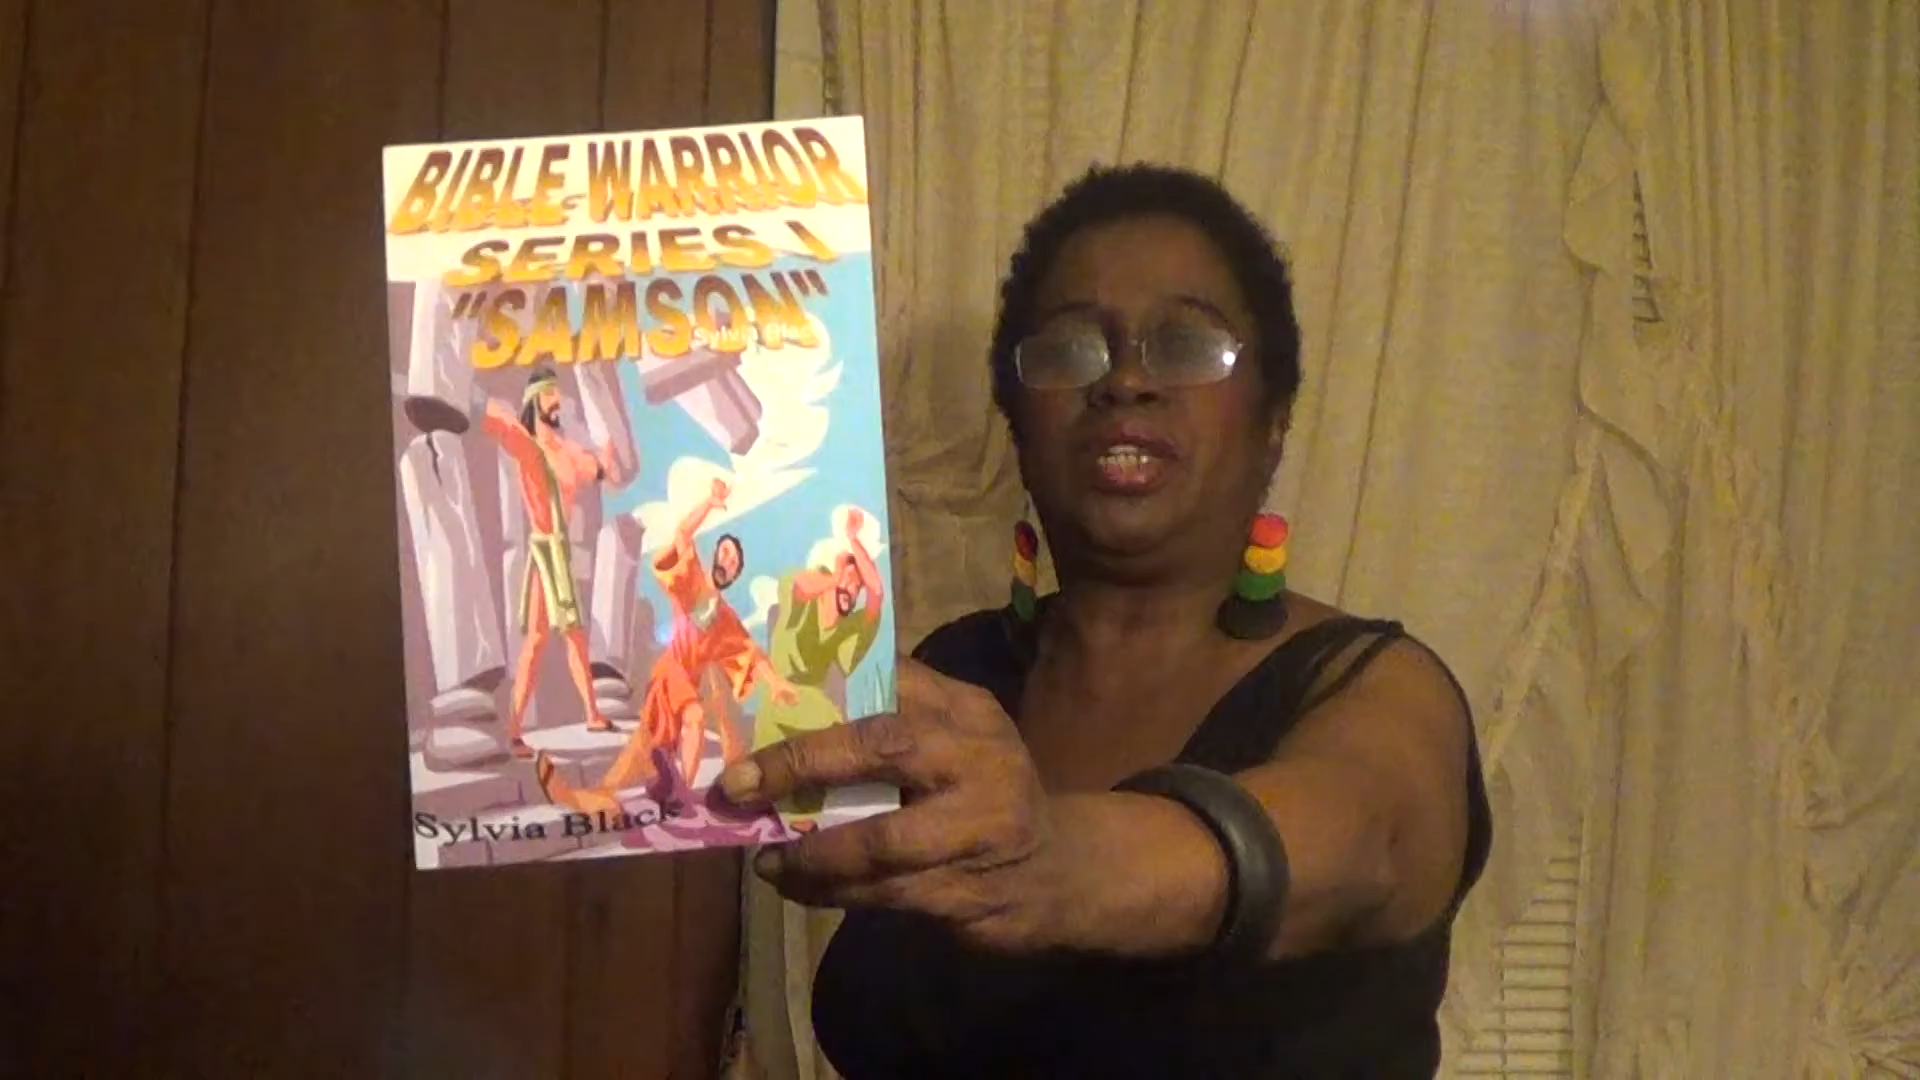 BIBLE WARRIOR
SERIES I
"SAMSON"
Sylvia Black
Sylvia Black